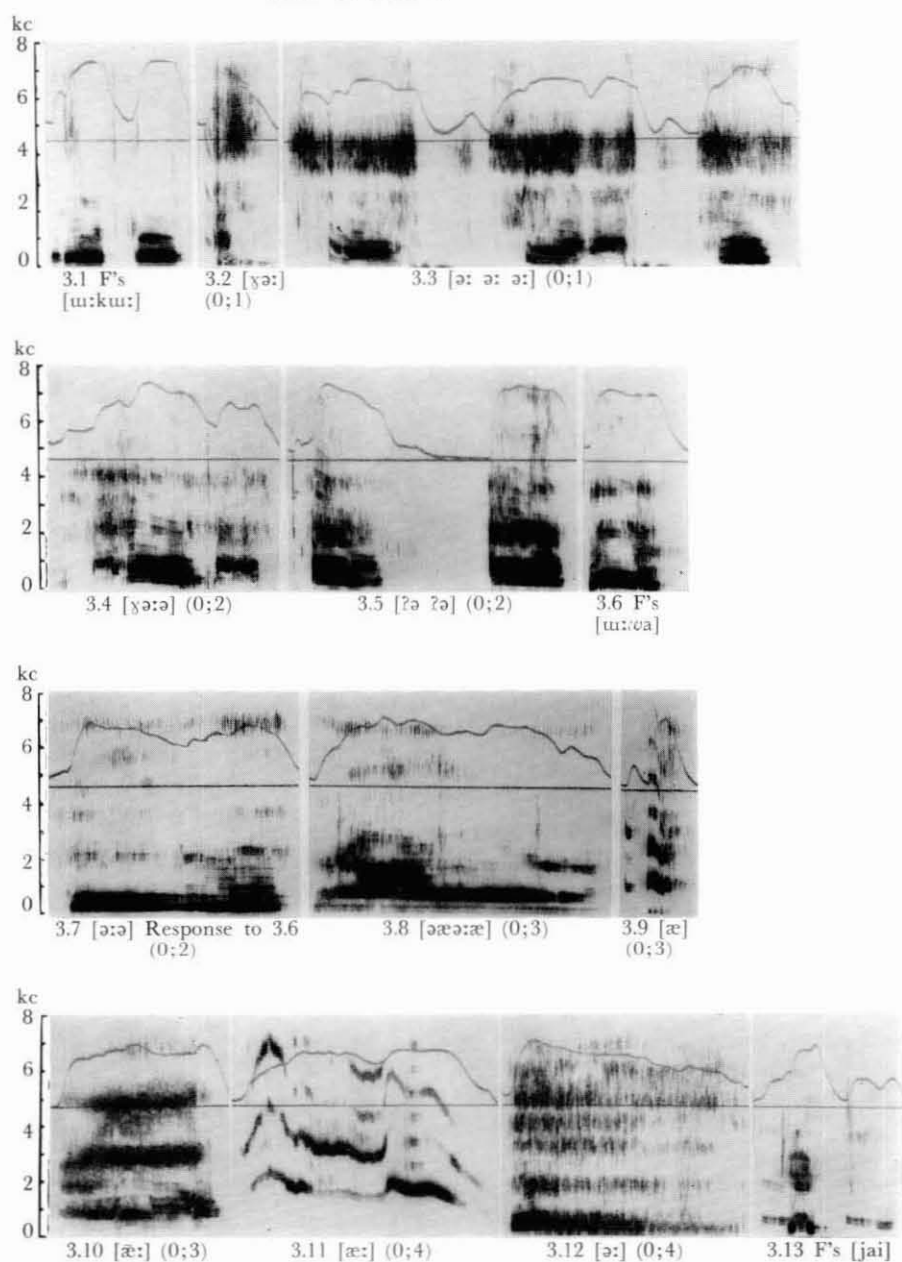 kc
8
6
4
2
0
3.1 F's 3.2 [ɣəː] 3.3 [əː əː əː] (0;1)
[ɯːkɯː] (0;1)
kc
8
6
4
2
0
3.4 [ɣəːə] (0;2) 3.5 [ʔə ʔə] (0;2) 3.6 F's
[ɯːʋa]
kc
8
6
4
2
0
3.7 [əːə] Response to 3.6 3.8 [əæəːæ] (0;3) 3.9 [æ]
(0;2) (0;3)
kc
8
6
4
2
0
3.10 [æ̃ː] (0;3) 3.11 [æː] (0;4) 3.12 [əː] (0;4) 3.13 F's [jai]